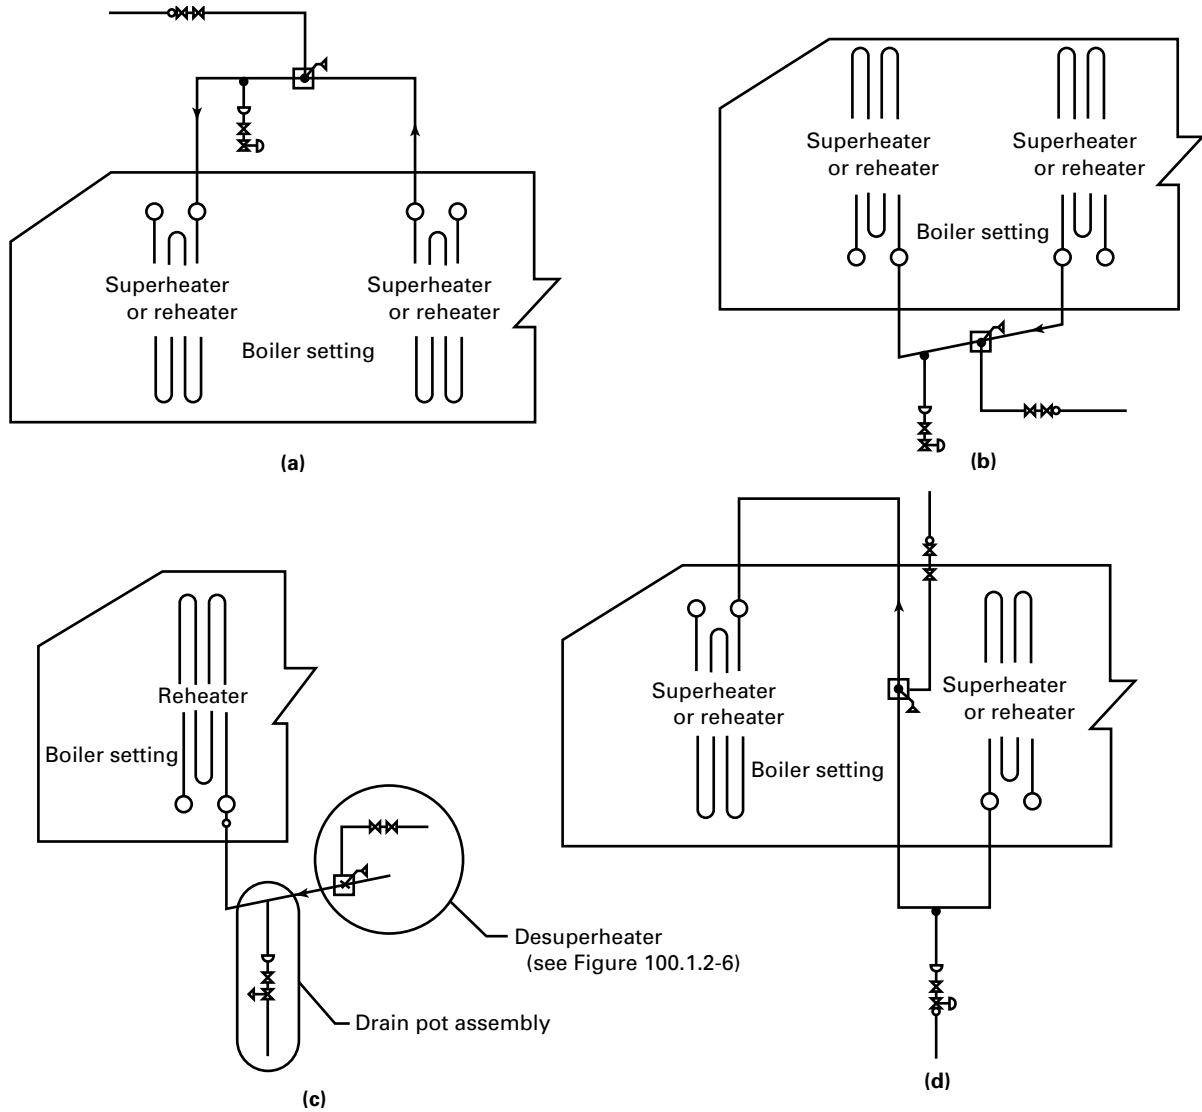 Superheater
or reheater
Superheater
or reheater
Boiler setting
(a)
Superheater
or reheater
Superheater
or reheater
Boiler setting
(b)
Reheater
Boiler setting
Desuperheater
(see Figure 100.1.2-6)
Drain pot assembly
(c)
Superheater
or reheater
Superheater
or reheater
Boiler setting
(d)